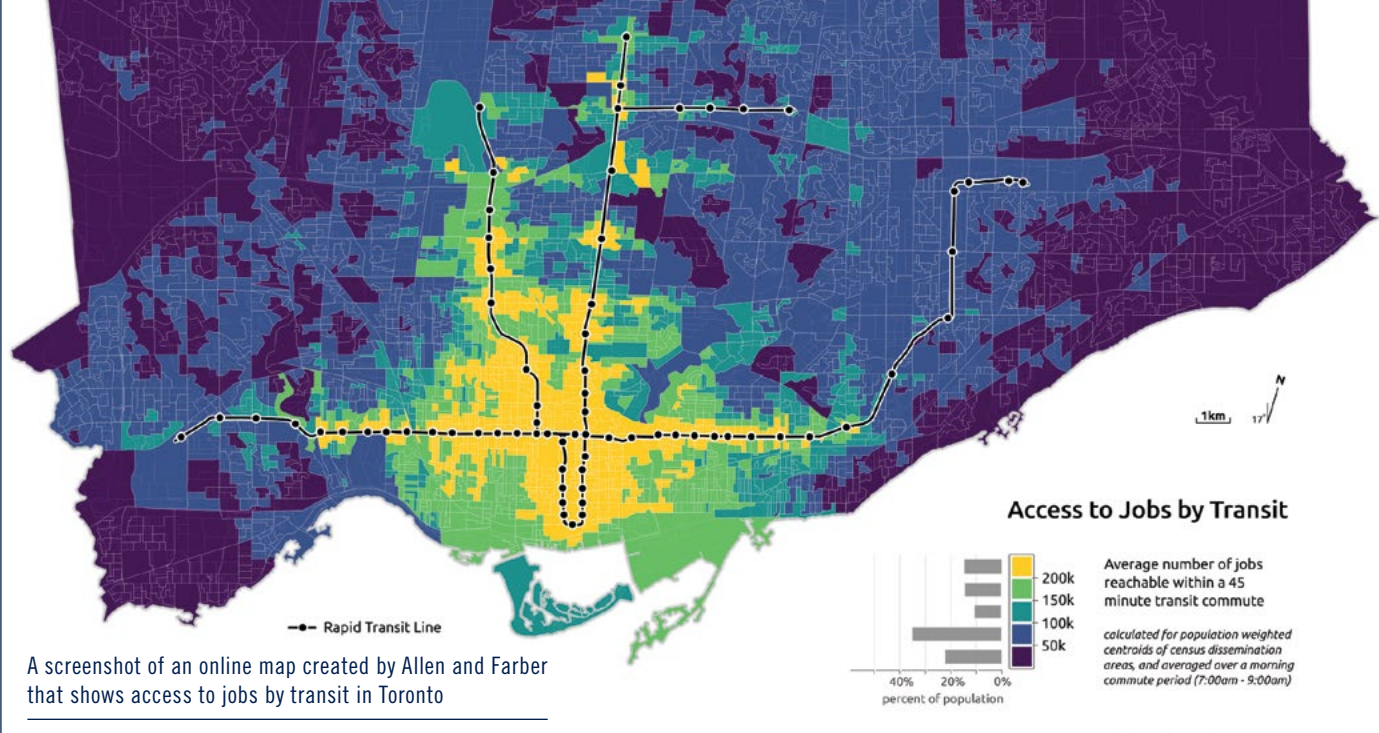 N
1km
17°
Access to Jobs by Transit
200k
150k
100k
50k
Average number of jobs
reachable within a 45
minute transit commute
calculated for population weighted
centroids of census dissemination
areas, and averaged over a morning
commute period (7:00am - 9:00am)
40% 20% 0%
percent of population
Rapid Transit Line
A screenshot of an online map created by Allen and Farber
that shows access to jobs by transit in Toronto